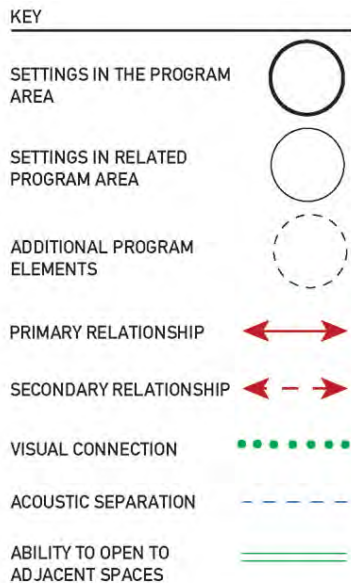 KEY
SETTINGS IN THE PROGRAM
AREA
SETTINGS IN RELATED
PROGRAM AREA
ADDITIONAL PROGRAM
ELEMENTS
PRIMARY RELATIONSHIP
SECONDARY RELATIONSHIP
VISUAL CONNECTION
ACOUSTIC SEPARATION
ABILITY TO OPEN TO
ADJACENT SPACES